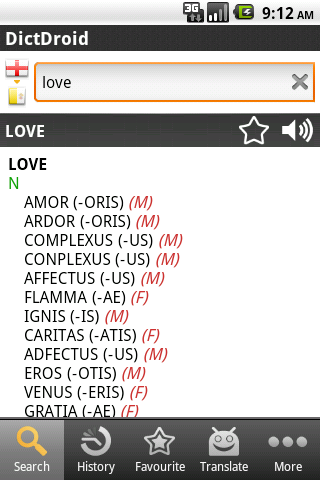 3G 9:12 AM
DictDroid
love
LOVE
LOVE
N
AMOR (-ORIS) (M)
ARDOR (-ORIS) (M)
COMPLEXUS (-US) (M)
CONPLEXUS (-US) (M)
AFFECTUS (-US) (M)
FLAMMA (-AE) (F)
IGNIS (-IS) (M)
CARITAS (-ATIS) (F)
ADFECTUS (-US) (M)
EROS (-OTIS) (M)
VENUS (-ERIS) (F)
GRATIA (-AE) (F)
Search History Favourite Translate More